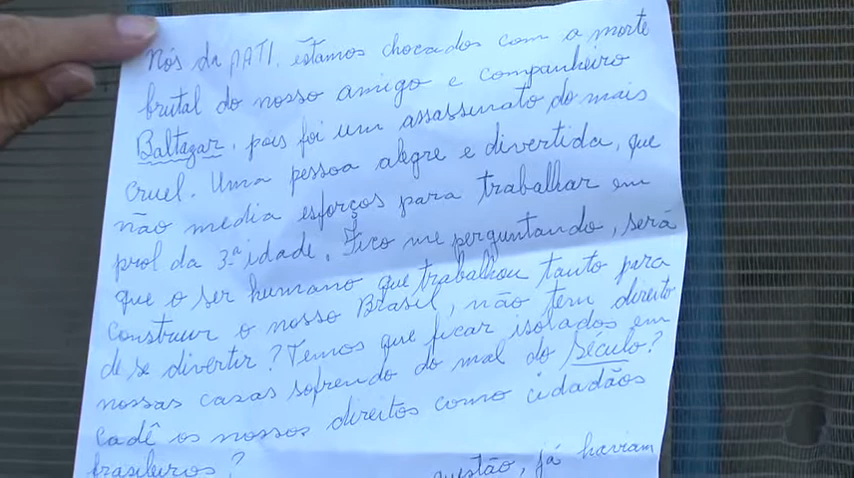 Nós da PATI, estamos chocados com a morte
brutal do nosso amigo e companheiro
Baltazar, pois foi um assassinato do mais
cruel. Uma pessoa alegre e divertida, que
não media esforços para trabalhar em
prol da 3ª idade. Fico me perguntando, será
que o ser humano que trabalhou tanto para
construir o nosso Brasil, não tem direito
de se divertir? Temos que ficar isolados em
nossas casas sofrendo do mal do século?
Cadê os nossos direitos como cidadãos
brasileiros?
questão, já haviam